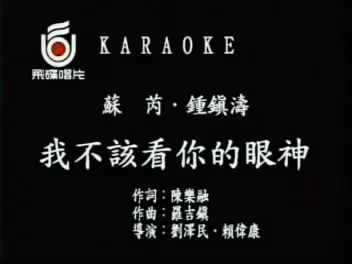 KARAOKE
飛碟唱片
蘇 芮·鍾鎮濤
我不該看你的眼神
作詞：陳樂融
作曲：羅吉鎮
導演：劉澤民·賴偉康